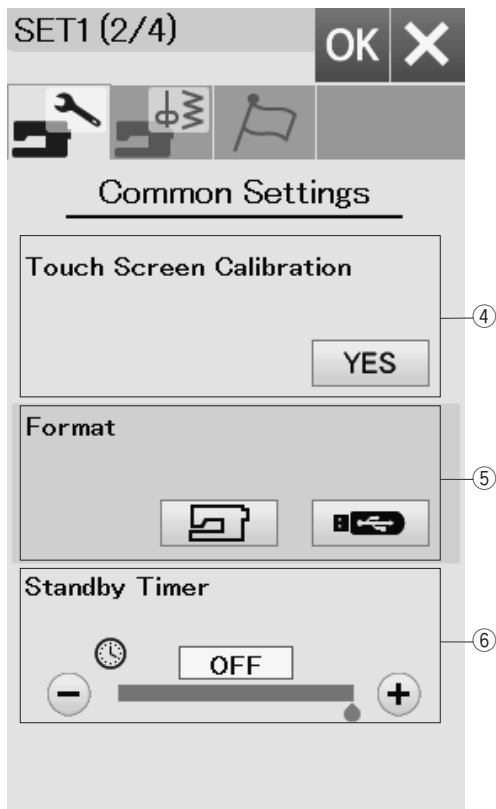 SET1 (2/4)
OK
Common Settings
Touch Screen Calibration
④
YES
Format
⑤
Standby Timer
⑥
OFF